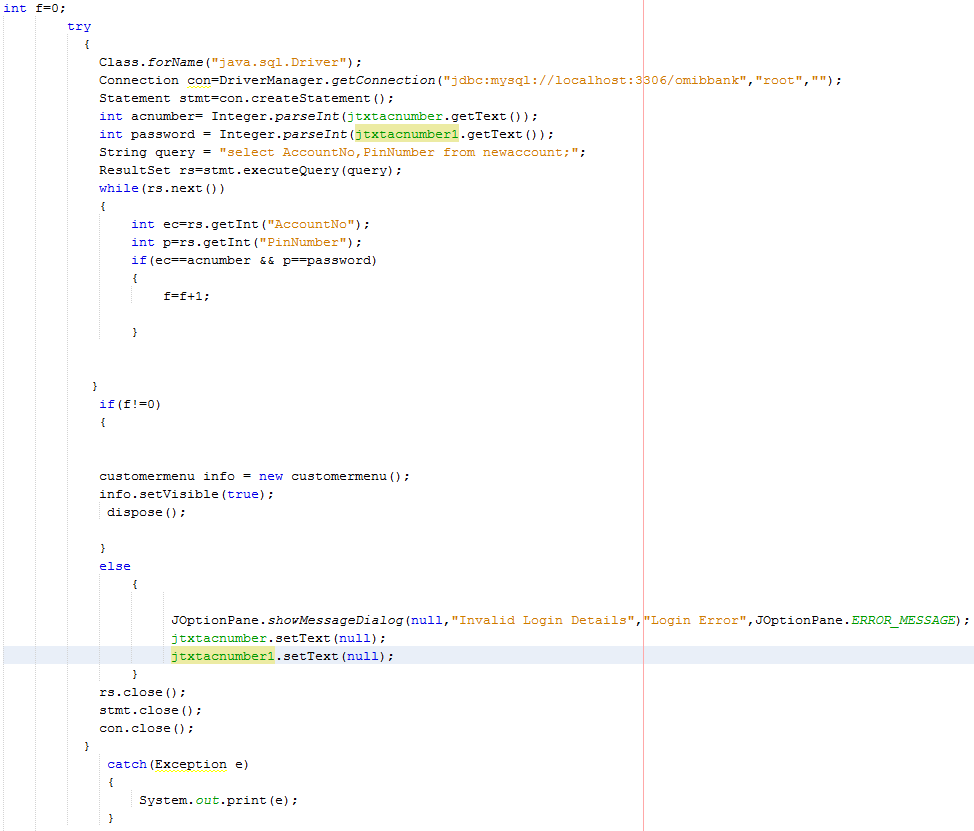 int f=0;
try
{
Class.forName("java.sql.Driver");
Connection con=DriverManager.getConnection("jdbc:mysql://localhost:3306/omibbank","root","");
Statement stmt=con.createStatement();
int acnumber= Integer.parseInt(jtxtacnumber.getText());
int password = Integer.parseInt(jtxtacnumber1.getText());
String query = "select AccountNo,PinNumber from newaccount;";
ResultSet rs=stmt.executeQuery(query);
while(rs.next())
{
int ec=rs.getInt("AccountNo");
int p=rs.getInt("PinNumber");
if(ec==acnumber && p==password)
{
f=f+1;
}
}
if(f!=0)
{
customermenu info = new customermenu();
info.setVisible(true);
dispose();
}
else
{
JOptionPane.showMessageDialog(null,"Invalid Login Details","Login Error",JOptionPane.ERROR_MESSAGE);
jtxtacnumber.setText(null);
jtxtacnumber1.setText(null);
}
rs.close();
stmt.close();
con.close();
}
catch(Exception e)
{
System.out.print(e);
}